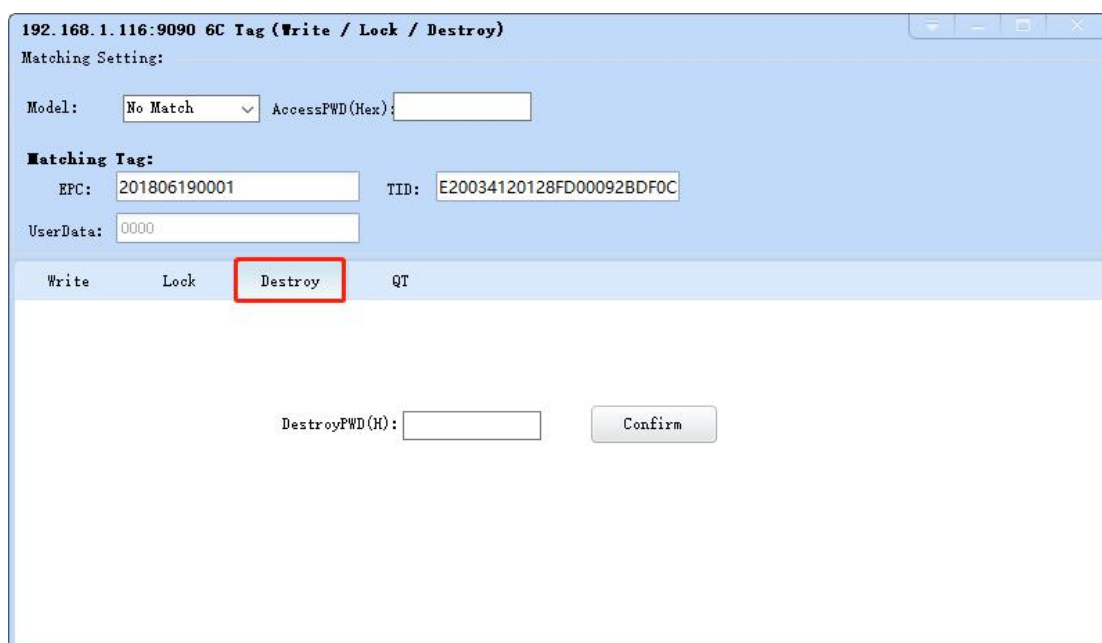 192.168.1.116:9090 6C Tag(Write / Lock / Destroy)
Matching Setting:
Model: No Match AccessPWD(Hex):
Matching Tag:
EPC: 201806190001 TID: E20034120128FD00092BDF0C
UserData: 0000
Write Lock Destroy QT
DestroyPWD(H): Confirm